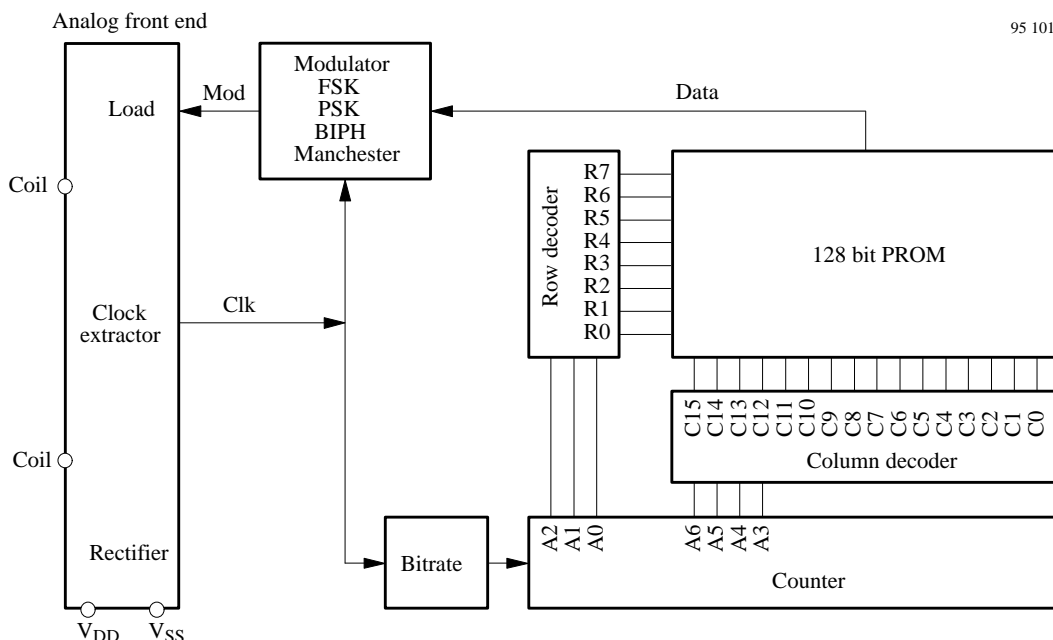 Analog front end
95 101
Load
Mod
Modulator
FSK
PSK
BIPH
Manchester
Data
Coil
Row decoder
R7
R6
R5
R4
R3
R2
R1
R0
128 bit PROM
Clock
extractor
Clk
C15
C14
C13
C12
C11
C10
C9
C8
C7
C6
C5
C4
C3
C2
C1
C0
Column decoder
Coil
A2
A1
A0
A6
A5
A4
A3
Rectifier
Bitrate
Counter
VDD
VSS